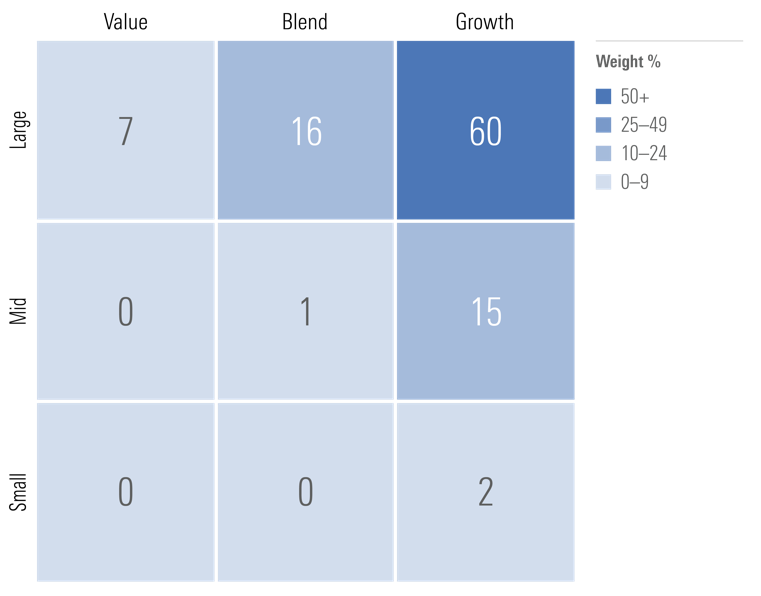 Value Blend Growth
Weight %
50+
25–49
10–24
0–9
Large 7 16 60
Mid 0 1 15
Small 0 0 2